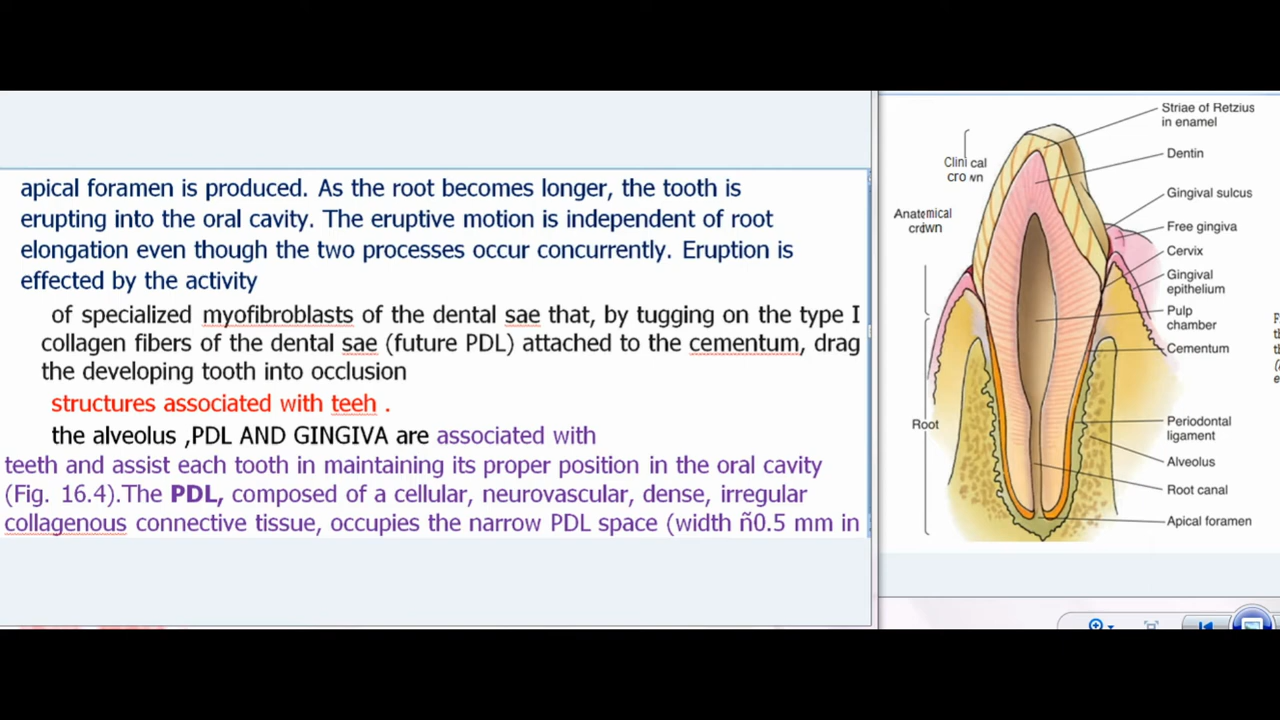 apical foramen is produced. As the root becomes longer, the tooth is
erupting into the oral cavity. The eruptive motion is independent of root
elongation even though the two processes occur concurrently. Eruption is
effected by the activity
of specialized myofibroblasts of the dental sae that, by tugging on the type I
collagen fibers of the dental sae (future PDL) attached to the cementum, drag
the developing tooth into occlusion
structures associated with teeh .
the alveolus ,PDL AND GINGIVA are associated with
teeth and assist each tooth in maintaining its proper position in the oral cavity
(Fig. 16.4).The PDL, composed of a cellular, neurovascular, dense, irregular
collagenous connective tissue, occupies the narrow PDL space (width ñ0.5 mm in
Clinical
crown
Anatomical
crown
Root
Striae of Retzius
in enamel
Dentin
Gingival sulcus
Free gingiva
Cervix
Gingival
epithelium
Pulp
chamber
Cementum
Periodontal
ligament
Alveolus
Root canal
Apical foramen